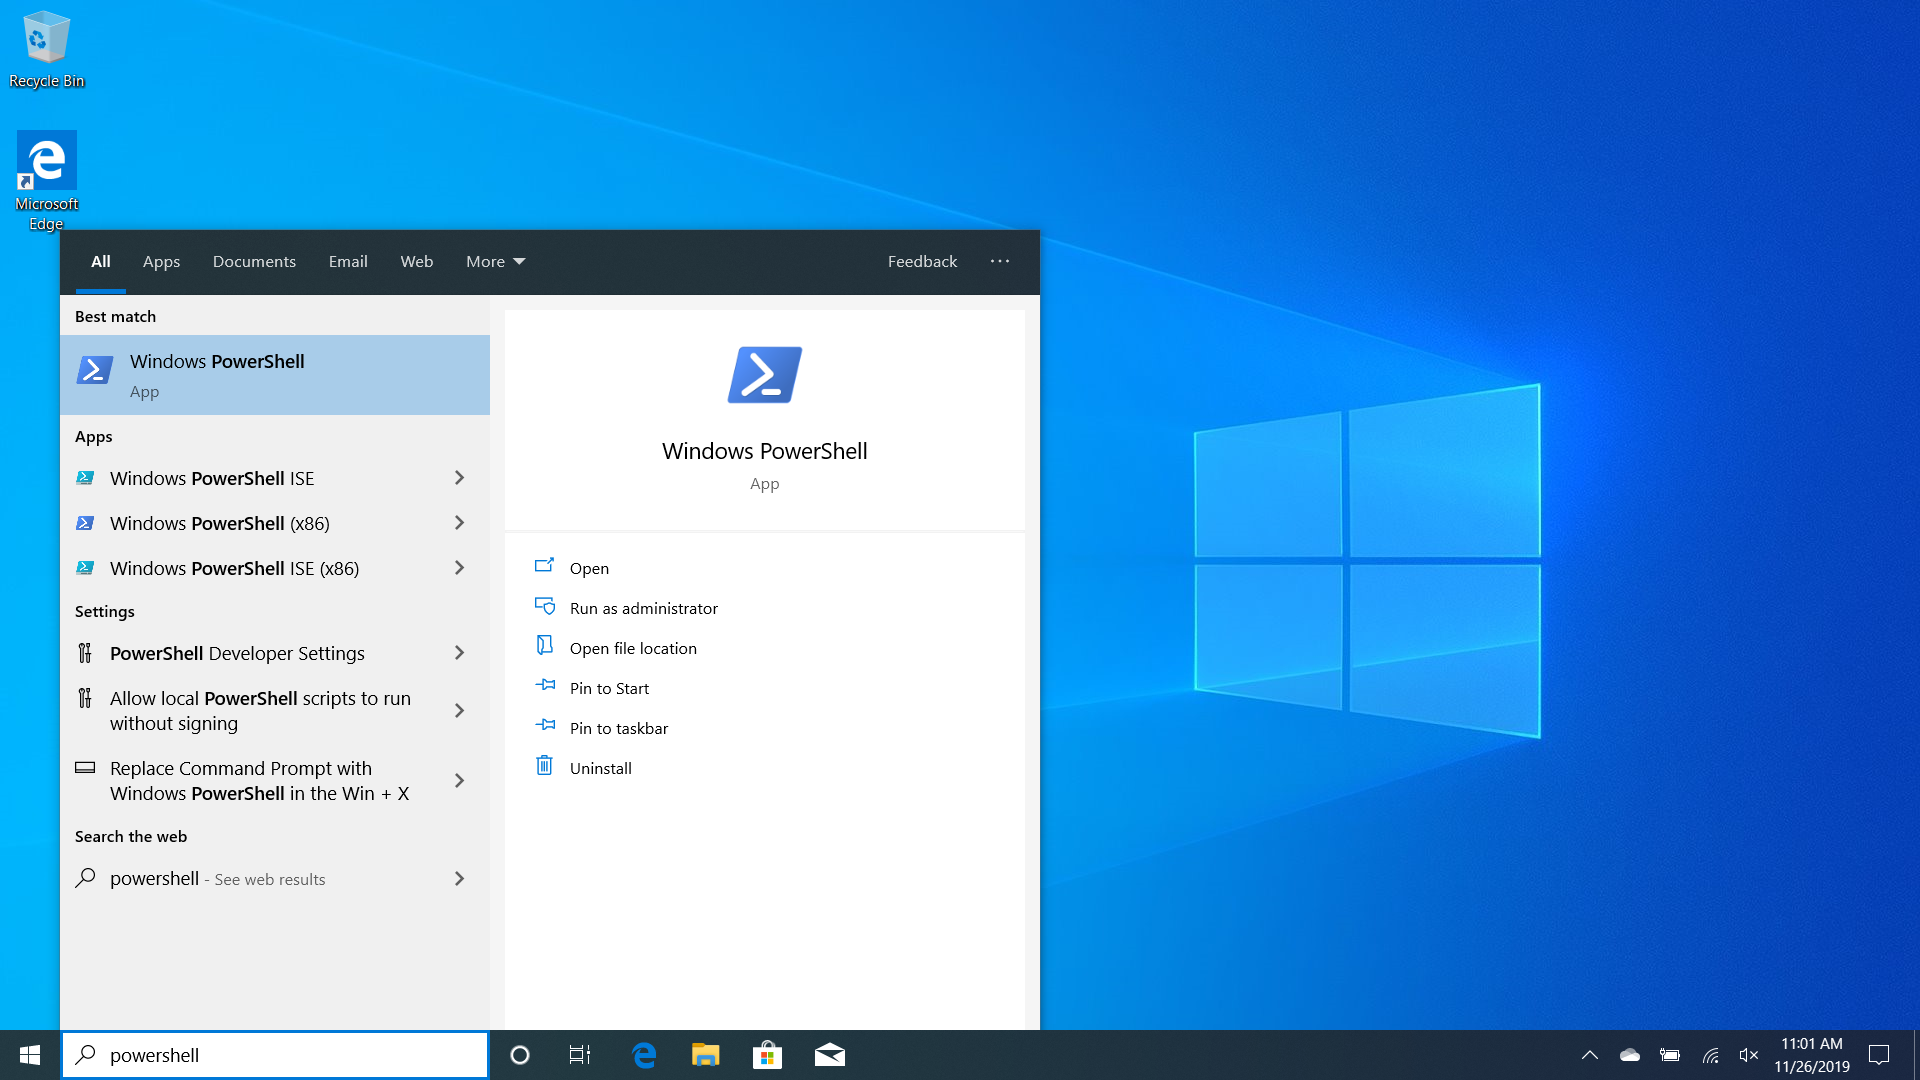 Recycle Bin
Microsoft
Edge
All Apps Documents Email Web More Feedback ...
Best match
Windows PowerShell
App
Apps
Windows PowerShell ISE
Windows PowerShell (x86)
Windows PowerShell ISE (x86)
Settings
PowerShell Developer Settings
Allow local PowerShell scripts to run
without signing
Replace Command Prompt with
Windows PowerShell in the Win + X
Search the web
powershell - See web results
Windows PowerShell
App
Open
Run as administrator
Open file location
Pin to Start
Pin to taskbar
Uninstall
powershell
11:01 AM
11/26/2019